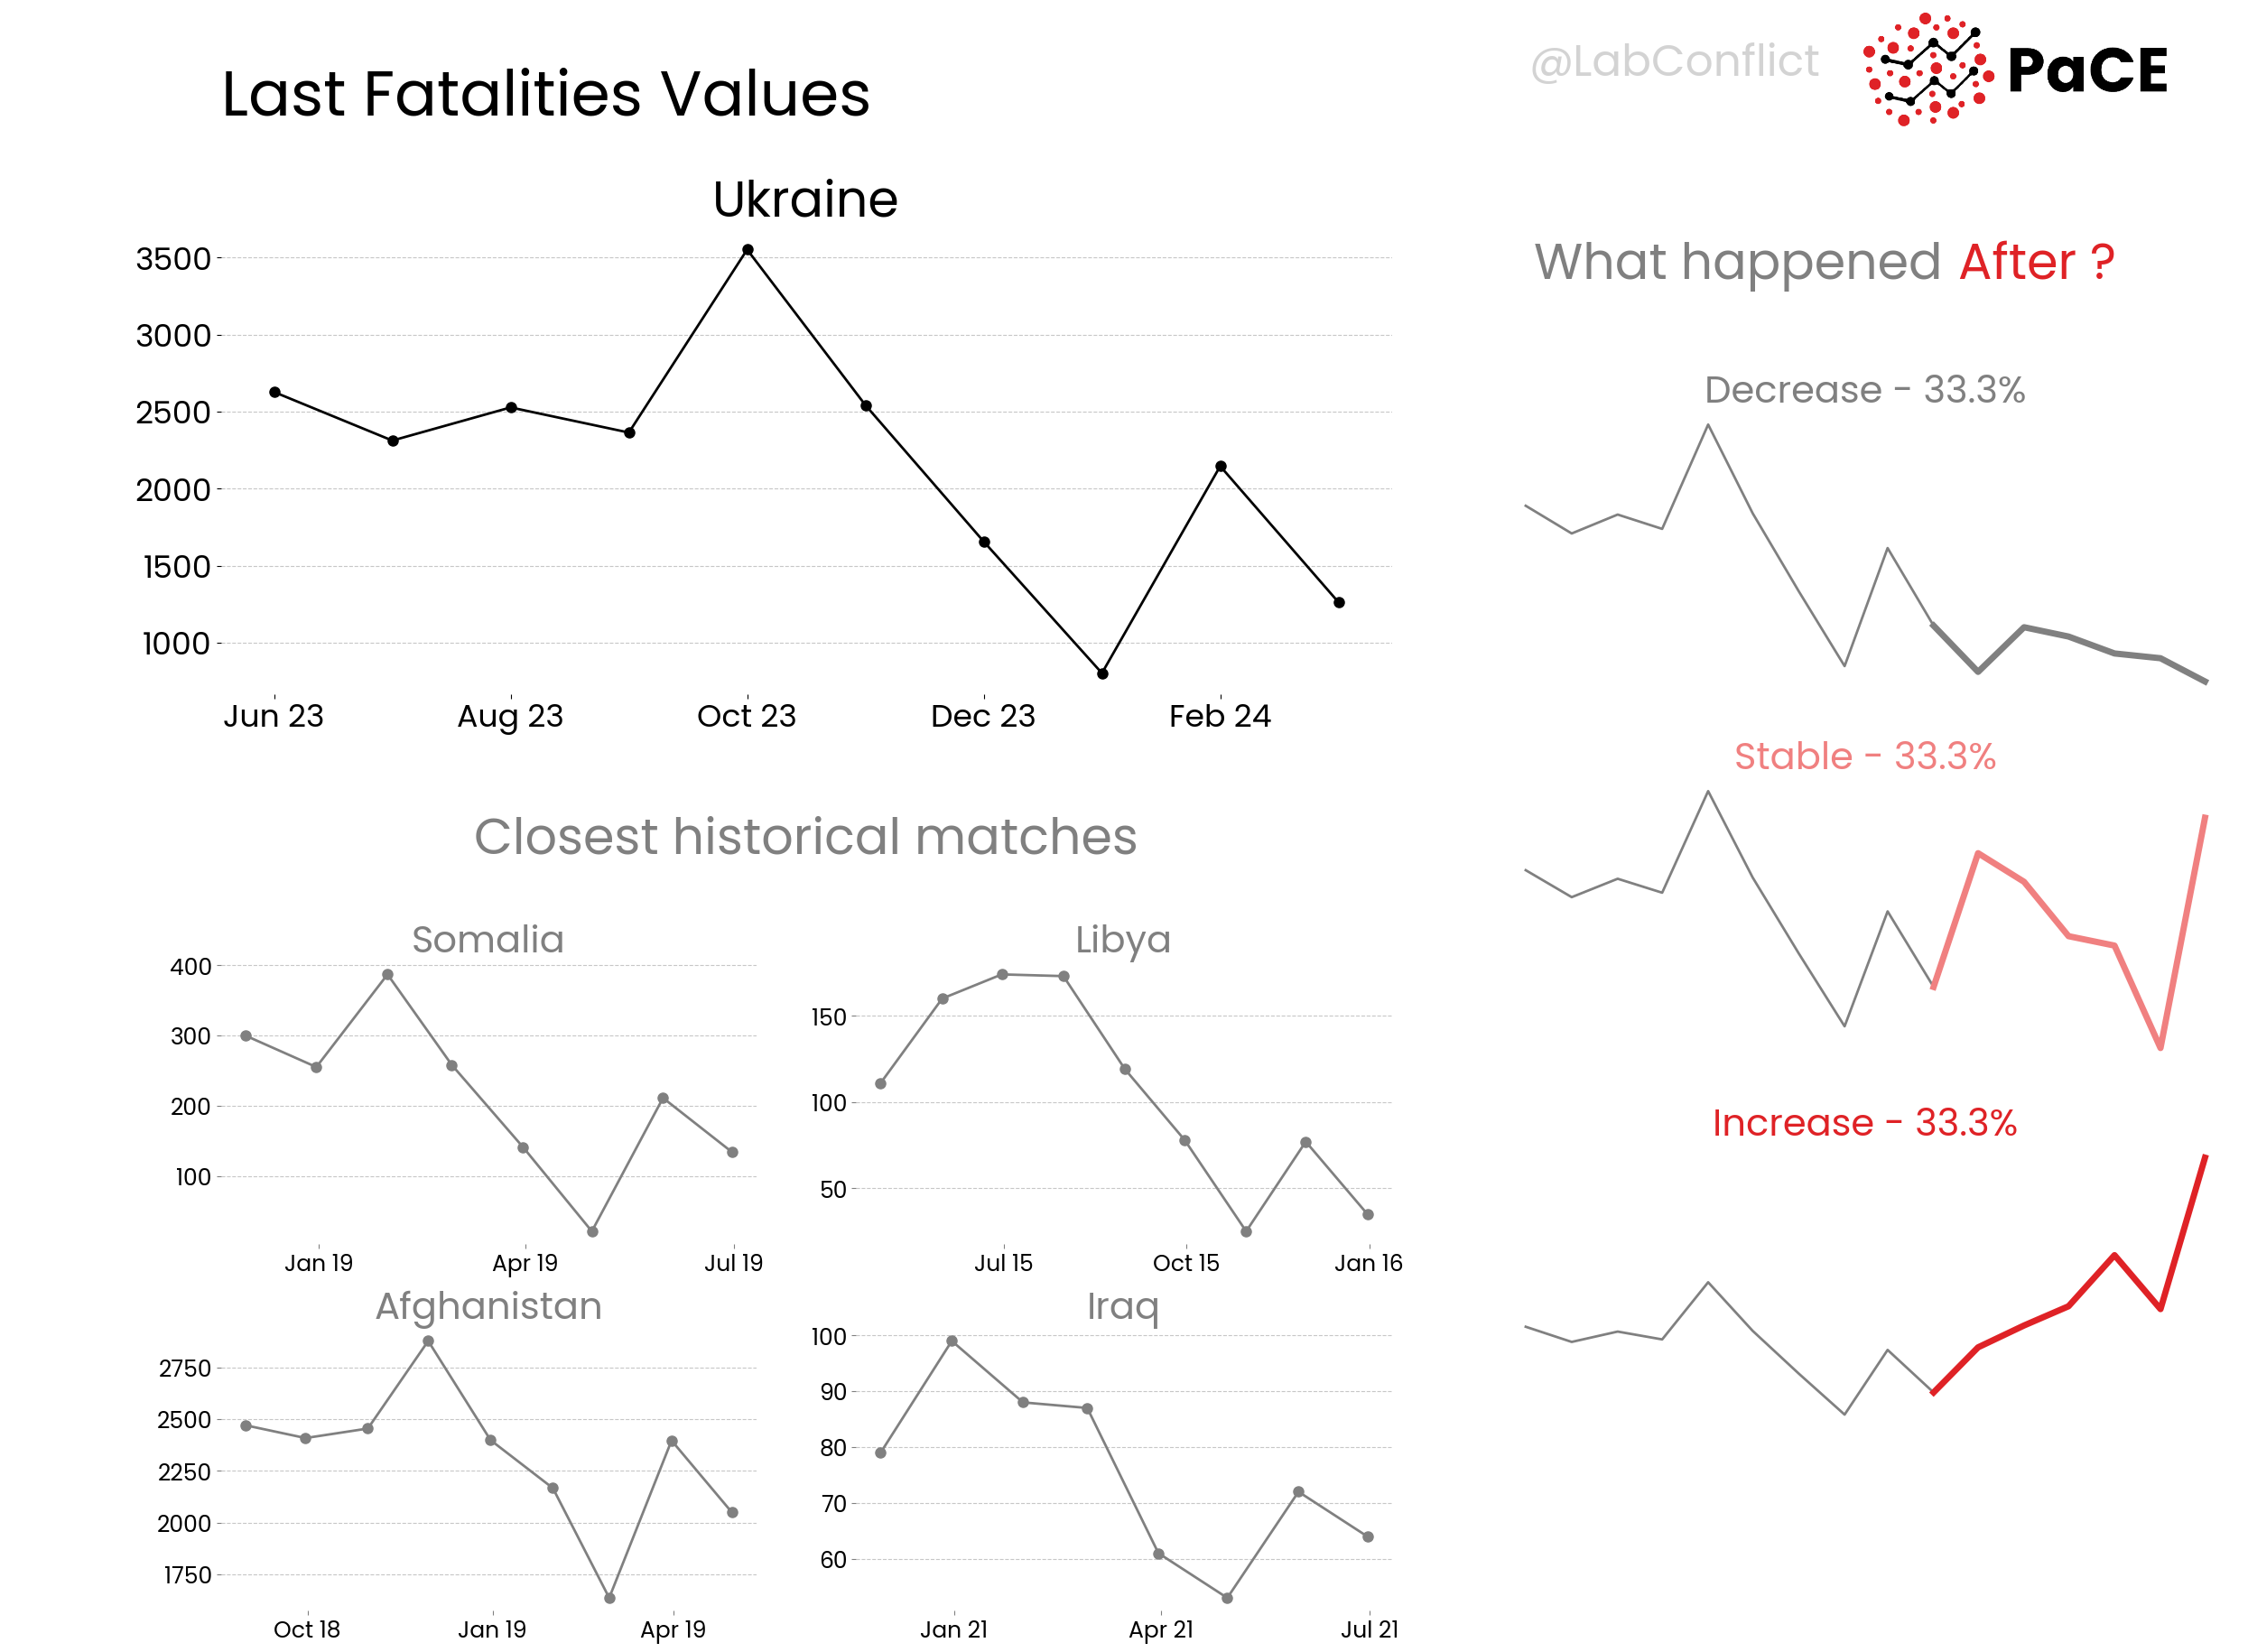 @LabConflict
PaCE
Last Fatalities Values
Ukraine
3500
3000
2500
2000
1500
1000
Jun 23 Aug 23 Oct 23 Dec 23 Feb 24
What happened After ?
Decrease - 33.3%
Stable - 33.3%
Increase - 33.3%
Closest historical matches
Somalia
400
300
200
100
Jan 19 Apr 19 Jul 19
Libya
150
100
50
Jul 15 Oct 15 Jan 16
Afghanistan
2750
2500
2250
2000
1750
Oct 18 Jan 19 Apr 19
Iraq
100
90
80
70
60
Jan 21 Apr 21 Jul 21